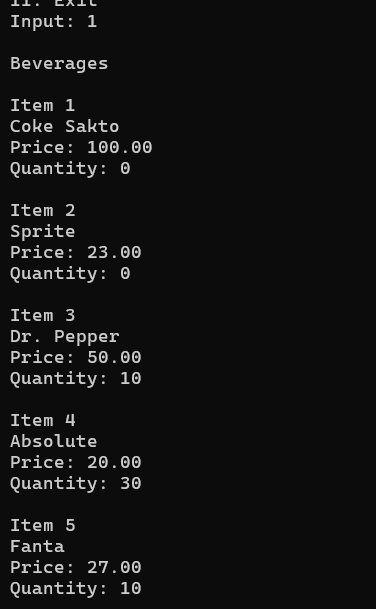 11. Exit
Input: 1
Beverages
Item 1
Coke Sakto
Price: 100.00
Quantity: 0
Item 2
Sprite
Price: 23.00
Quantity: 0
Item 3
Dr. Pepper
Price: 50.00
Quantity: 10
Item 4
Absolute
Price: 20.00
Quantity: 30
Item 5
Fanta
Price: 27.00
Quantity: 10